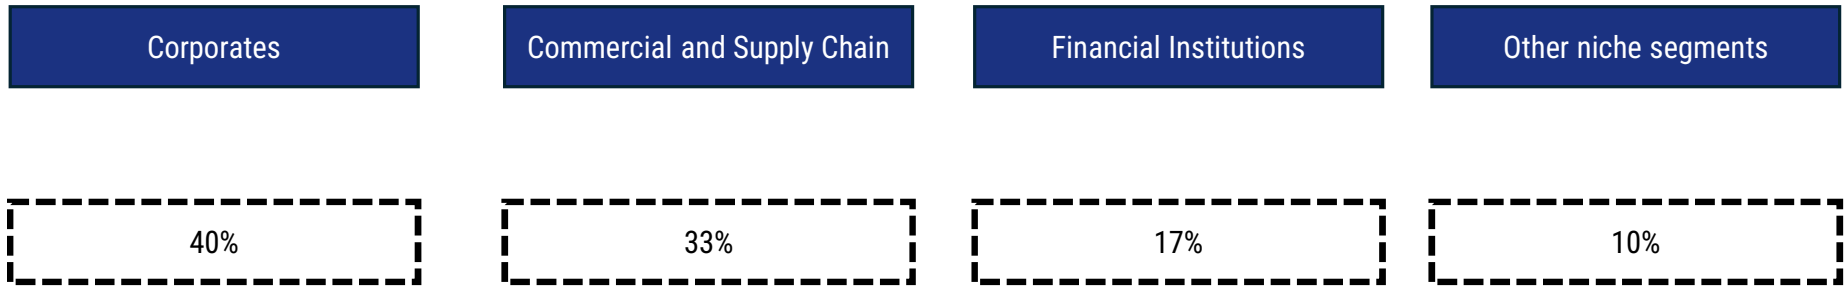 Corporates
Commercial and Supply Chain
Financial Institutions
Other niche segments
40%
33%
17%
10%